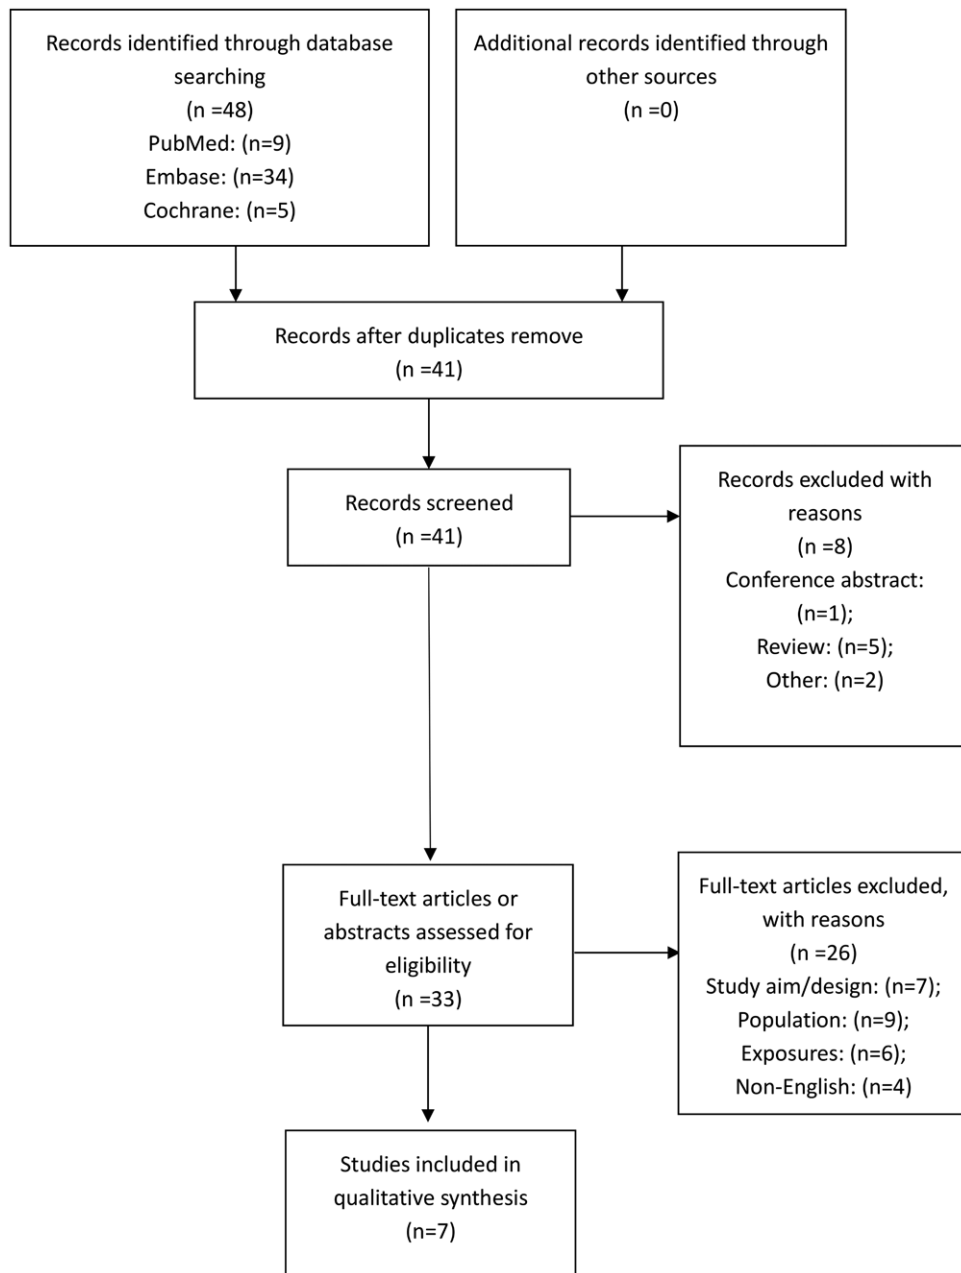 Records identified through database
searching
(n =48)
PubMed: (n=9)
Embase: (n=34)
Cochrane: (n=5)
Additional records identified through
other sources
(n =0)
Records after duplicates remove
(n =41)
Records screened
(n =41)
Records excluded with
reasons
(n =8)
Conference abstract:
(n=1);
Review: (n=5);
Other: (n=2)
Full-text articles or
abstracts assessed for
eligibility
(n =33)
Full-text articles excluded,
with reasons
(n =26)
Study aim/design: (n=7);
Population: (n=9);
Exposures: (n=6);
Non-English: (n=4)
Studies included in
qualitative synthesis
(n=7)